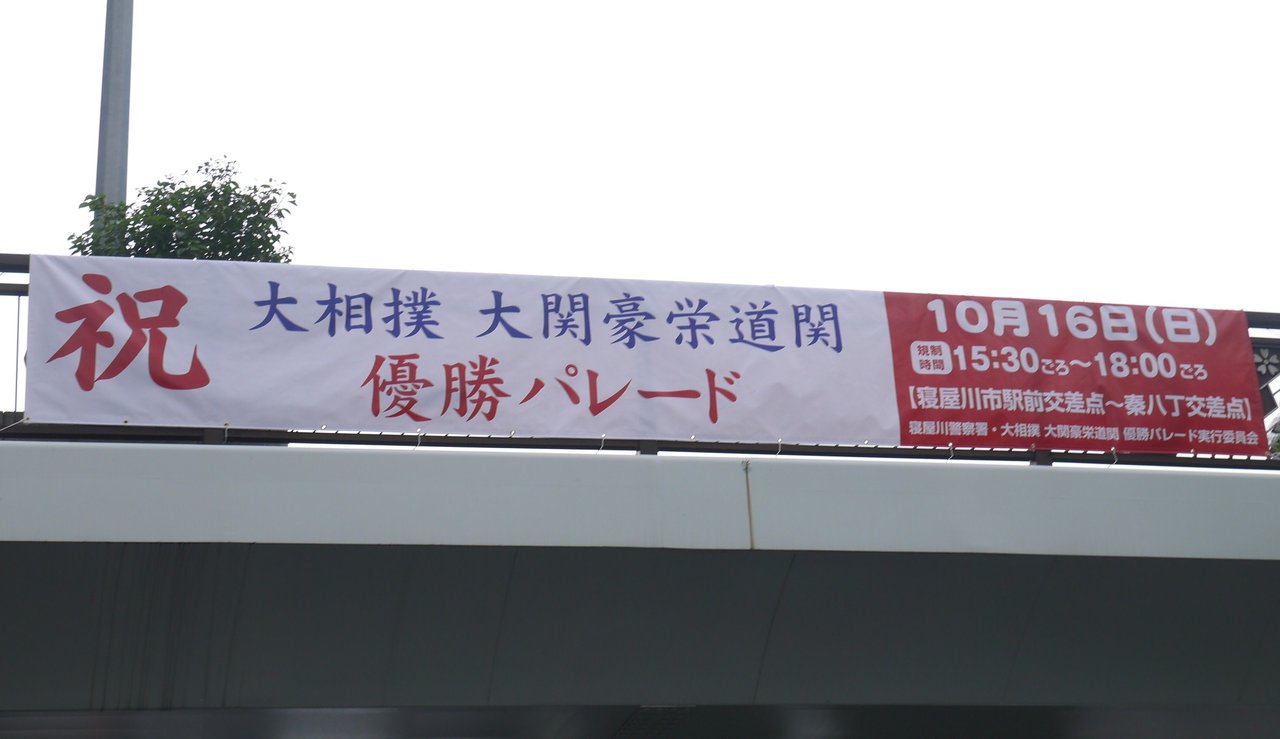 祝
大相撲 大関豪栄道関
優勝パレード
10月16日(日)
規制時間 15:30ごろ～18:00ごろ
【寝屋川市駅前交差点～秦八丁交差点】
寝屋川警察署・大相撲 大関豪栄道関 優勝パレード実行委員会